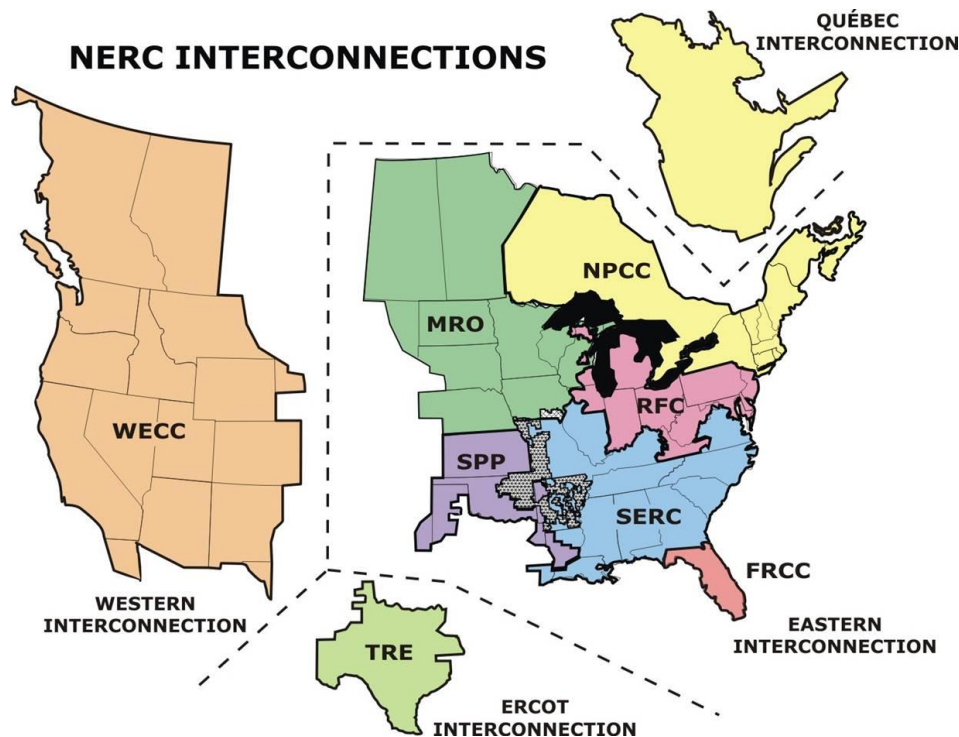 QUÉBEC
INTERCONNECTION
NERC INTERCONNECTIONS
NPCC
MRO
RFC
WECC
SPP
SERC
FRCC
WESTERN
INTERCONNECTION
EASTERN
INTERCONNECTION
TRE
ERCOT
INTERCONNECTION